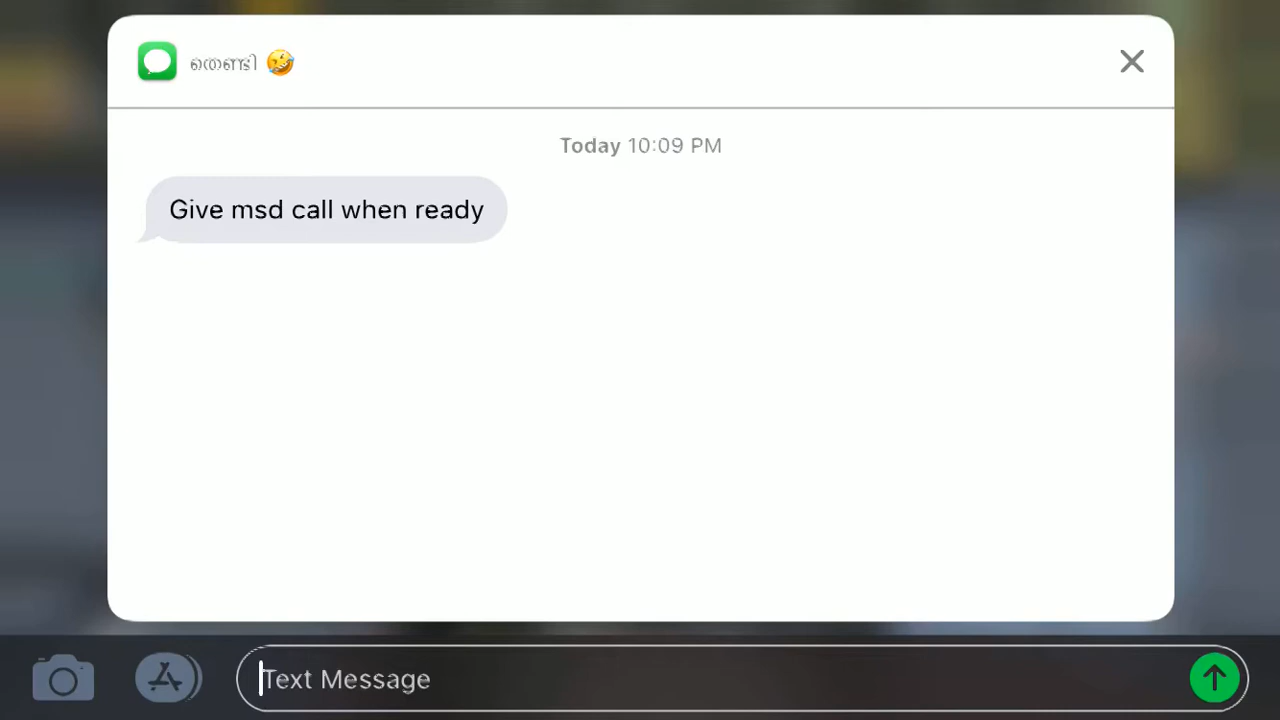 തെണ്ടി 🤣
Today 10:09 PM
Give msd call when ready
Text Message